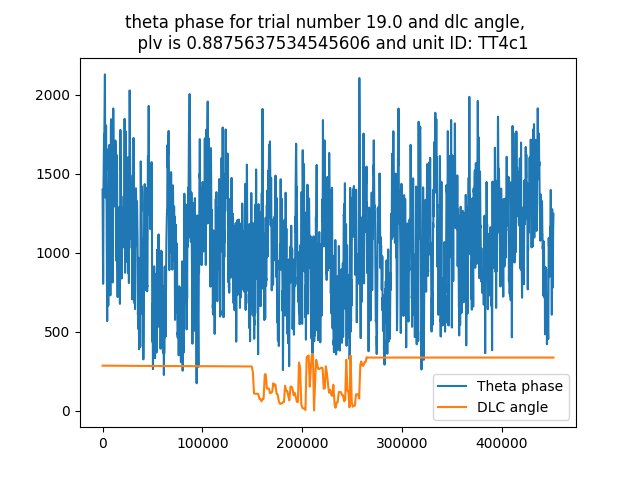 theta phase for trial number 19.0 and dlc angle,
plv is 0.8875637534545606 and unit ID: TT4c1
2000
1500
1000
500
0
Theta phase
DLC angle
0 100000 200000 300000 400000